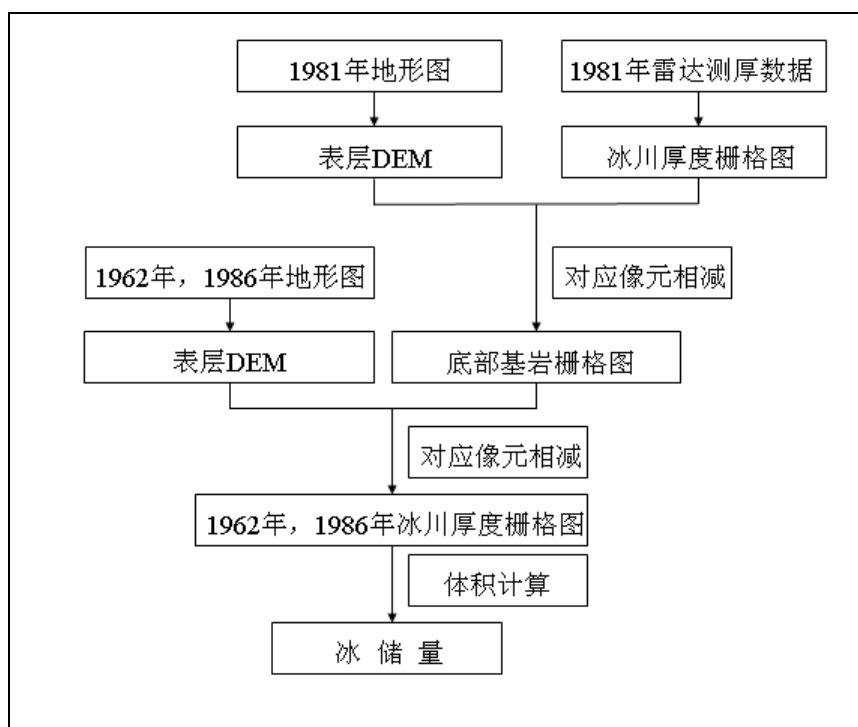 1981年地形图
1981年雷达测厚数据
表层DEM
冰川厚度栅格图
1962年，1986年地形图
对应像元相减
表层DEM
底部基岩栅格图
对应像元相减
1962年，1986年冰川厚度栅格图
体积计算
冰 储 量